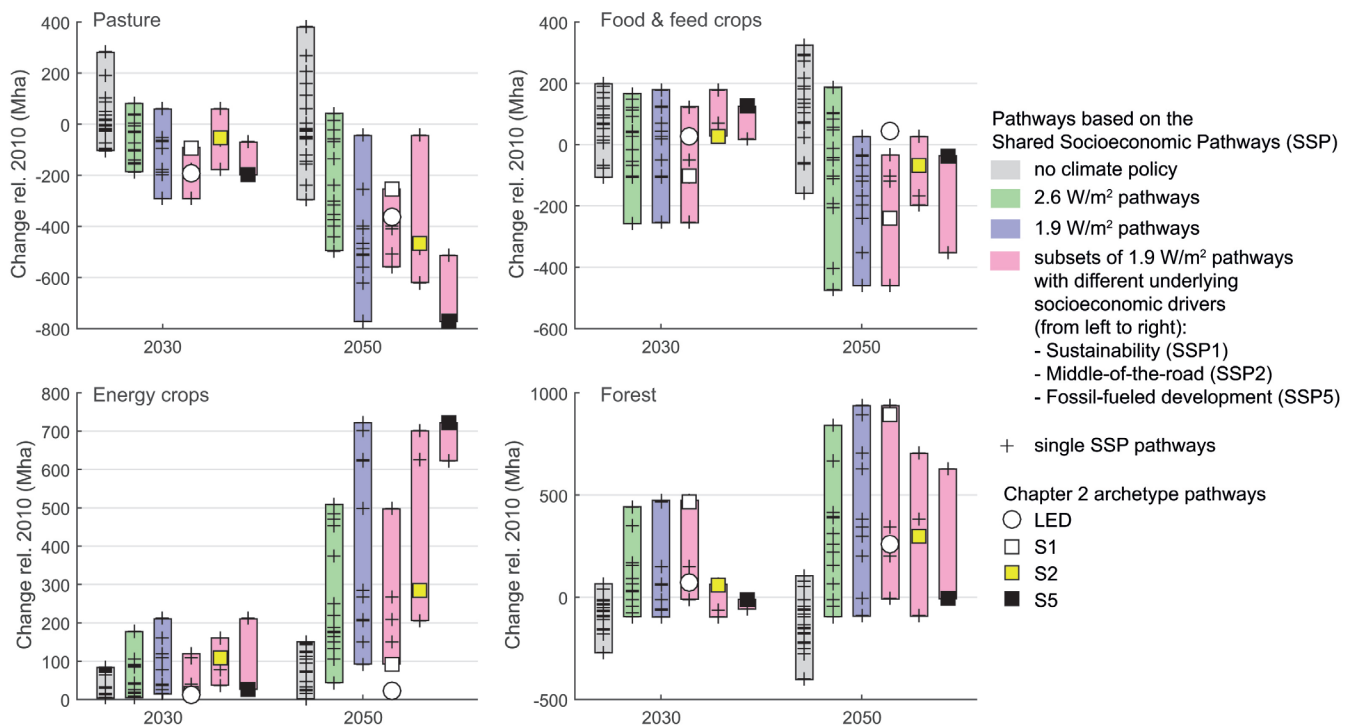 Pasture
Change rel. 2010 (Mha)
400
200
0
-200
-400
-600
-800
2030
2050
Food & feed crops
Change rel. 2010 (Mha)
400
200
0
-200
-400
-600
2030
2050
Energy crops
Change rel. 2010 (Mha)
800
700
600
500
400
300
200
100
0
2030
2050
Forest
Change rel. 2010 (Mha)
1000
500
0
-500
2030
2050
Pathways based on the
Shared Socioeconomic Pathways (SSP)
no climate policy
2.6 W/m² pathways
1.9 W/m² pathways
subsets of 1.9 W/m² pathways
with different underlying
socioeconomic drivers
(from left to right):
- Sustainability (SSP1)
- Middle-of-the-road (SSP2)
- Fossil-fueled development (SSP5)
single SSP pathways
Chapter 2 archetype pathways
LED
S1
S2
S5